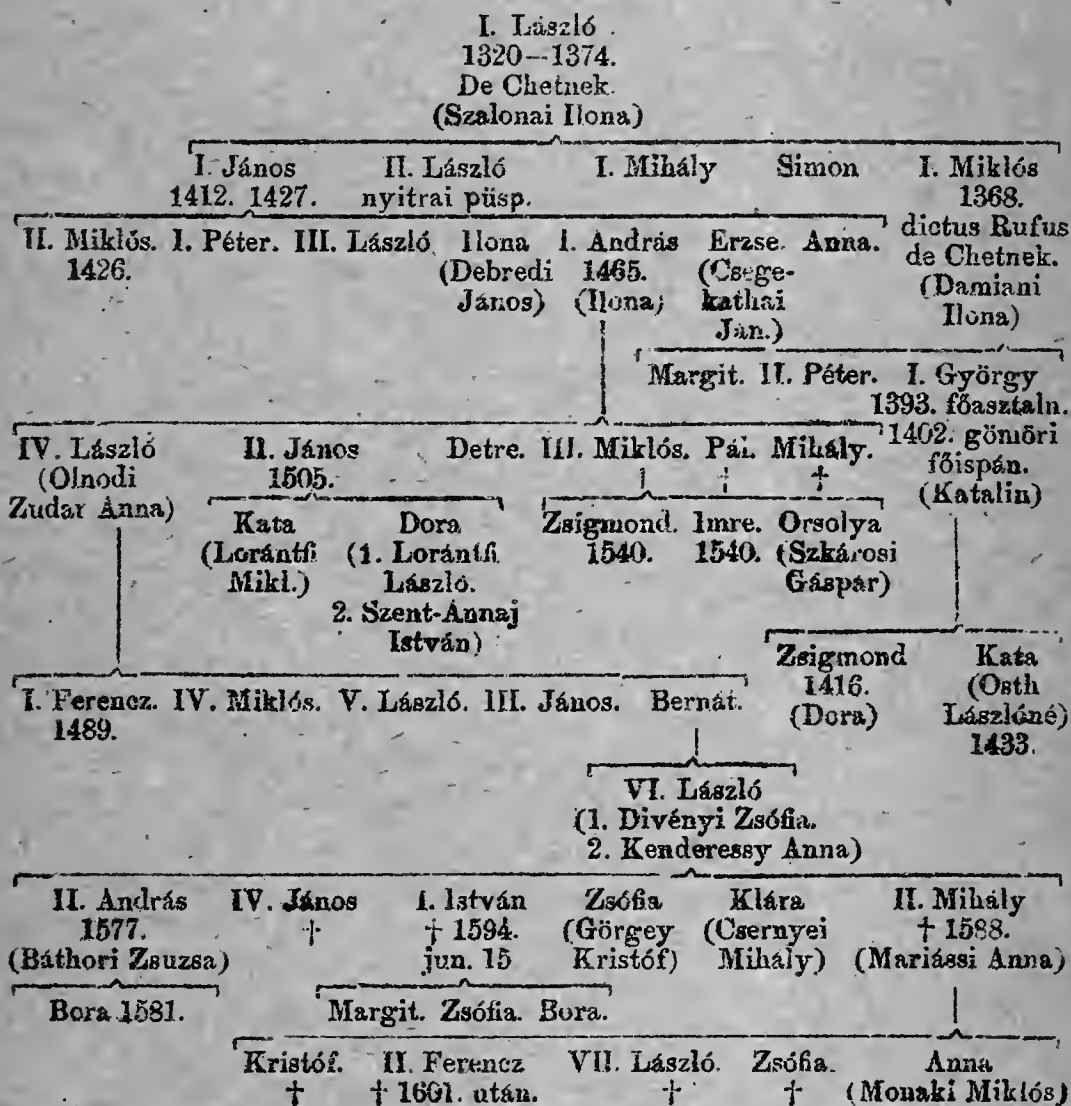 I. László
1320—1374.
De Chetnek.
(Szalonai Ilona)
I. János II. László I. Mihály Simon I. Miklós
1412. 1427. nyitrai püsp. 1368.
dictus Rufus
de Chetnek.
(Damiani
Ilona)
II. Miklós. I. Péter. III. László Ilona I. András Erzse. Anna.
1426. (Debredi 1465. (Csege-
János) (Ilona) kathai
Ján.)
Margit. II. Péter. I. György
1393. főasztaln.
1402. gömöri
főispán.
(Katalin)
IV. László II. János Detre. III. Miklós. Pál. Mihály.
(Olnodi 1505. †
Zudar Anna)
Kata Dora Zsigmond. Imre. Orsolya
(Lorántfi (1. Lorántfi 1540. 1540. (Szkárosi
Mikl.) László. Gáspár)
2. Szent-Annaj
István)
Zsigmond Kata
1416. (Osth
(Dora) Lászlóné)
1433.
I. Ferencz. IV. Miklós. V. László. III. János. Bernát.
1489.
VI. László
(1. Divényi Zsófia.
2. Kenderessy Anna)
II. András IV. János I. István Zsófia Klára II. Mihály
1577. † † 1594. (Görgey (Csernyei † 1588.
(Báthori Zsuzsa) jun. 15 Kristóf) Mihály) (Mariássi Anna)
Bora 1581. Margit. Zsófia. Bora.
Kristóf. II. Ferencz VII. László. Zsófia. Anna
† † 1601. után. † † (Monaki Miklós)